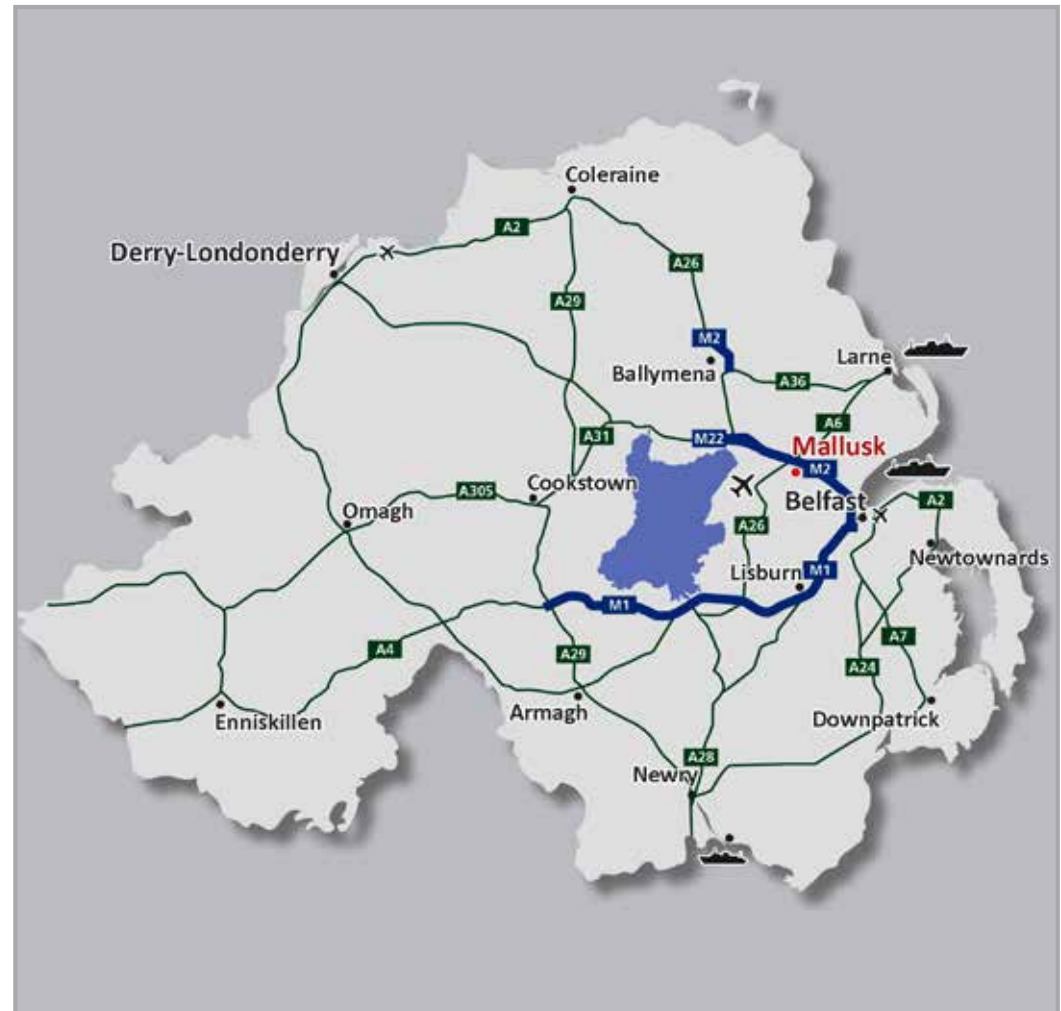 Coleraine
A2
Derry-Londonderry
A26
A29
M2
Larne
Ballymena
A36
A6
A31
M22
Mallusk
M2
Cookstown
A305
Belfast
A2
Omagh
A26
Newtownards
Lisburn
M1
M1
A7
A4
A29
A24
Armagh
Enniskillen
Downpatrick
A28
Newry